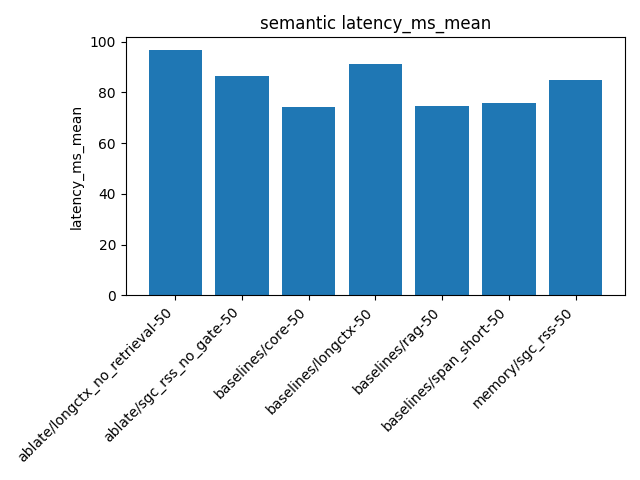 semantic latency_ms_mean
latency_ms_mean
100
80
60
40
20
0
ablate/longctx_no_retrieval-50
ablate/sgc_rss_no_gate-50
baselines/core-50
baselines/longctx-50
baselines/rag-50
baselines/span_short-50
memory/sgc_rss-50